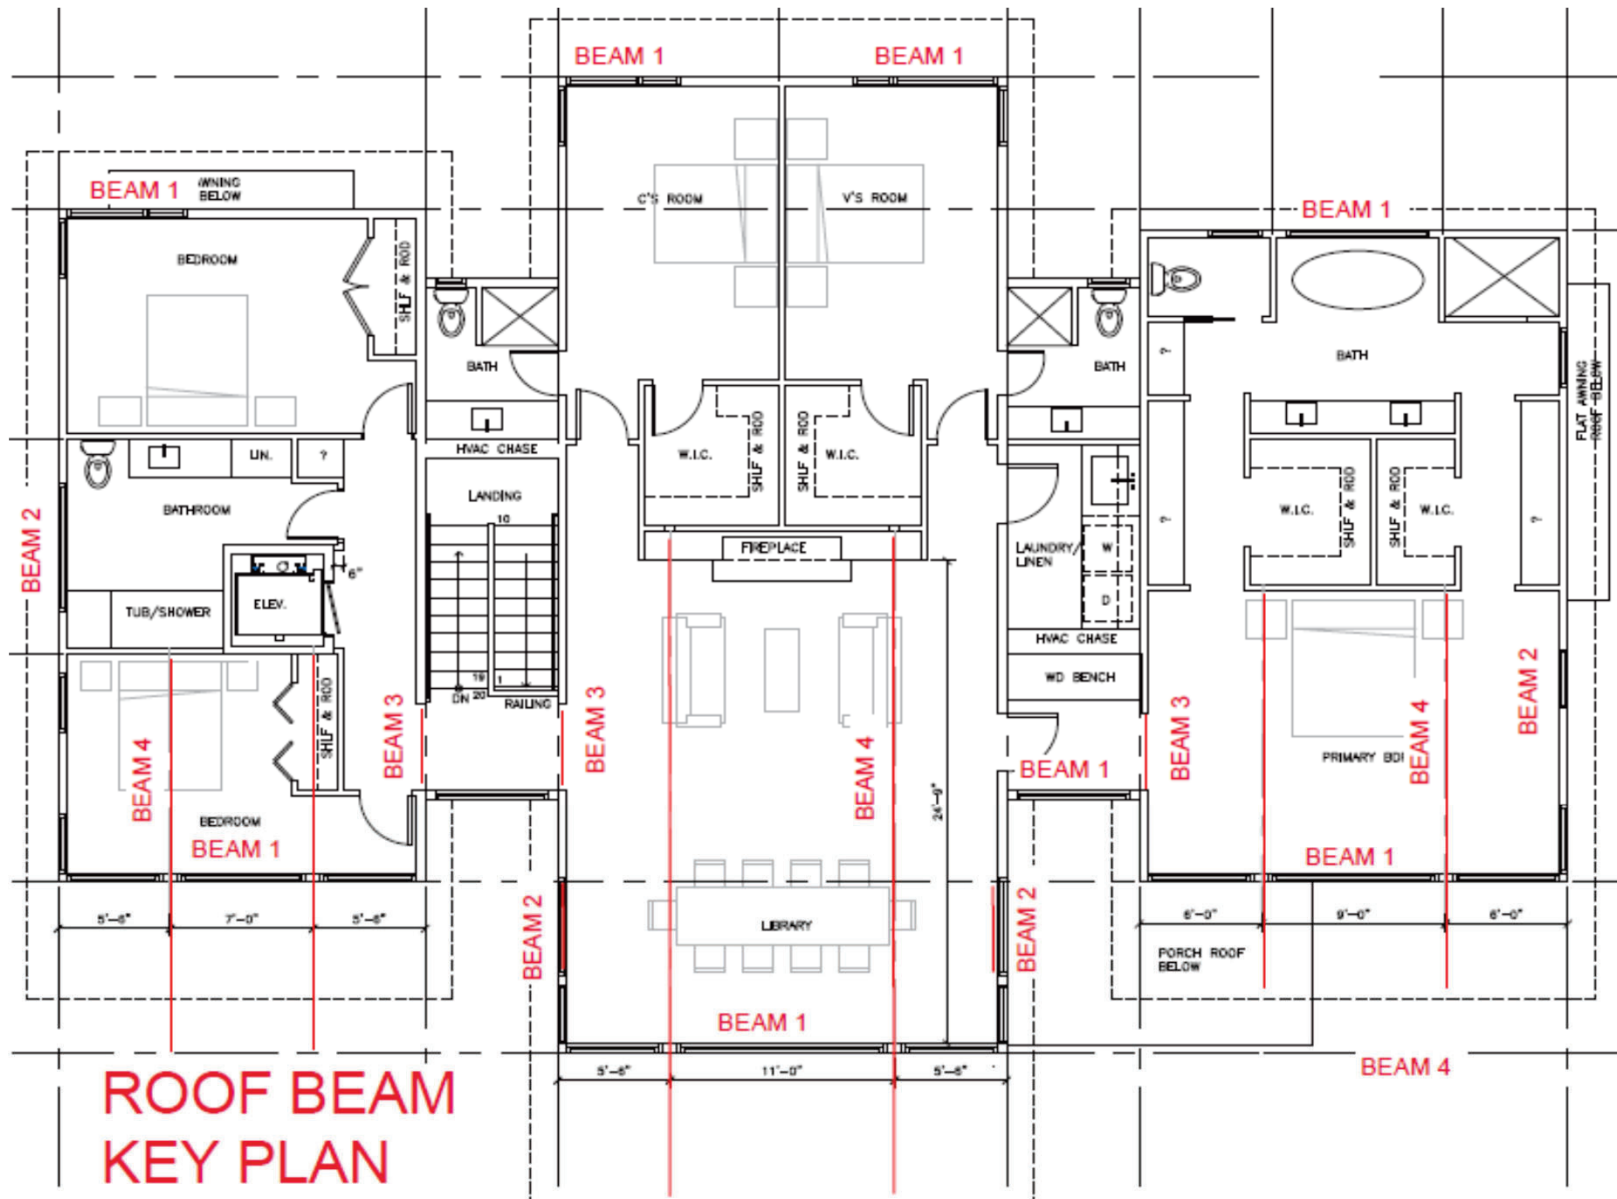 BEAM 1
BEAM 1
BEAM 1
WNING
BELOW
C'S ROOM
V'S ROOM
BEAM 1
BEDROOM
SHLF & ROD
BATH
BATH
?
BATH
FLAT AWNING
ROOF BELOW
HVAC CHASE
W.I.C.
SHLF & ROD
SHLF & ROD
W.I.C.
LIN.
?
LANDING
10
BATHROOM
BEAM 2
FIREPLACE
LAUNDRY/
LINEN
W
D
?
W.I.C.
SHLF & ROD
SHLF & ROD
W.I.C.
?
6"
ELEV.
TUB/SHOWER
HVAC CHASE
WD BENCH
19
20
1
DN
RAILING
SHLF & ROD
BEAM 4
BEAM 3
BEAM 3
BEAM 4
24'-9"
BEAM 1
BEAM 3
BEAM 4
BEAM 2
PRIMARY BD
BEDROOM
BEAM 1
BEAM 1
5'-6"
7'-0"
5'-6"
BEAM 2
LIBRARY
BEAM 2
6'-0"
9'-0"
6'-0"
PORCH ROOF
BELOW
BEAM 1
5'-6"
11'-0"
5'-6"
BEAM 4
ROOF BEAM
KEY PLAN